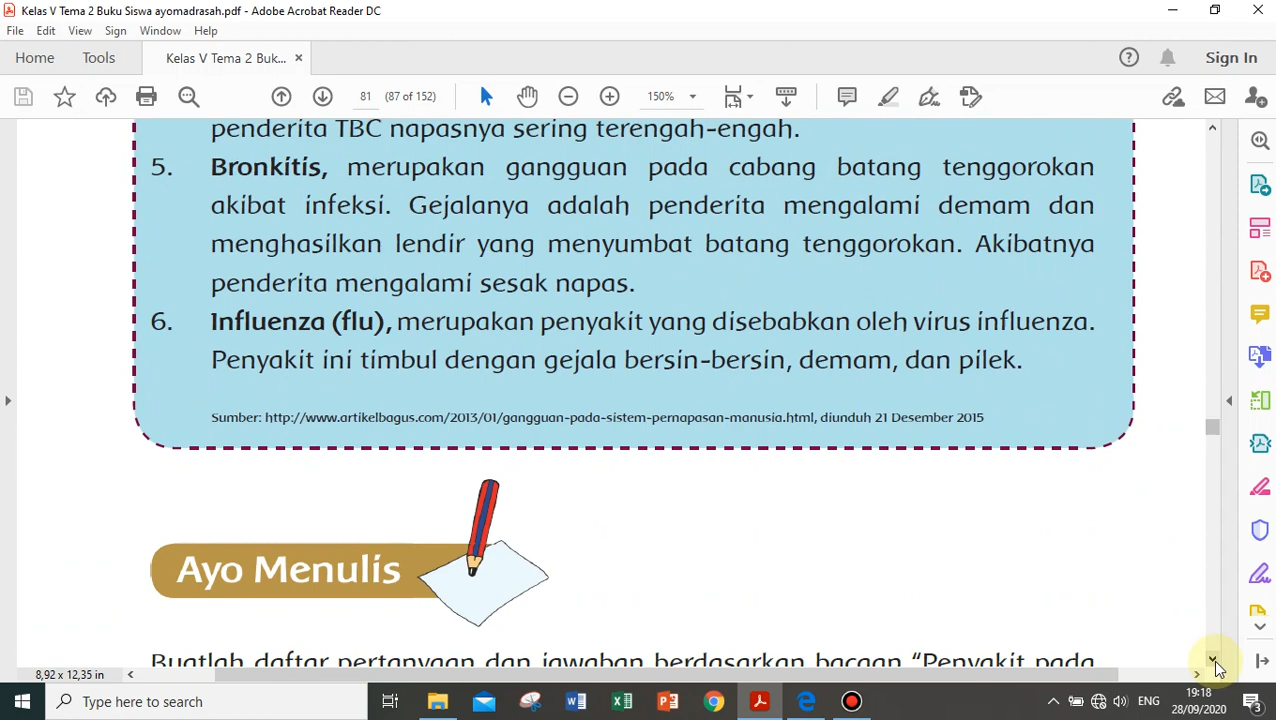 Kelas V Tema 2 Buku Siswa ayomadrasah.pdf - Adobe Acrobat Reader DC
File Edit View Sign Window Help
Home Tools Kelas V Tema 2 Buk... × Sign In
81 (87 of 152) 150%
penderita TBC napasnya sering terengah-engah.
5. Bronkitis, merupakan gangguan pada cabang batang tenggorokan
akibat infeksi. Gejalanya adalah penderita mengalami demam dan
menghasilkan lendir yang menyumbat batang tenggorokan. Akibatnya
penderita mengalami sesak napas.
6. Influenza (flu), merupakan penyakit yang disebabkan oleh virus influenza.
Penyakit ini timbul dengan gejala bersin-bersin, demam, dan pilek.
Sumber: http://www.artikelbagus.com/2013/01/gangguan-pada-sistem-pernapasan-manusia.html, diunduh 21 Desember 2015
Ayo Menulis
Buatlah daftar pertanyaan dan jawaban berdasarkan bacaan “Penyakit pada
8,92 x 12,35 in
Type here to search
ENG
19:18
28/09/2020
3